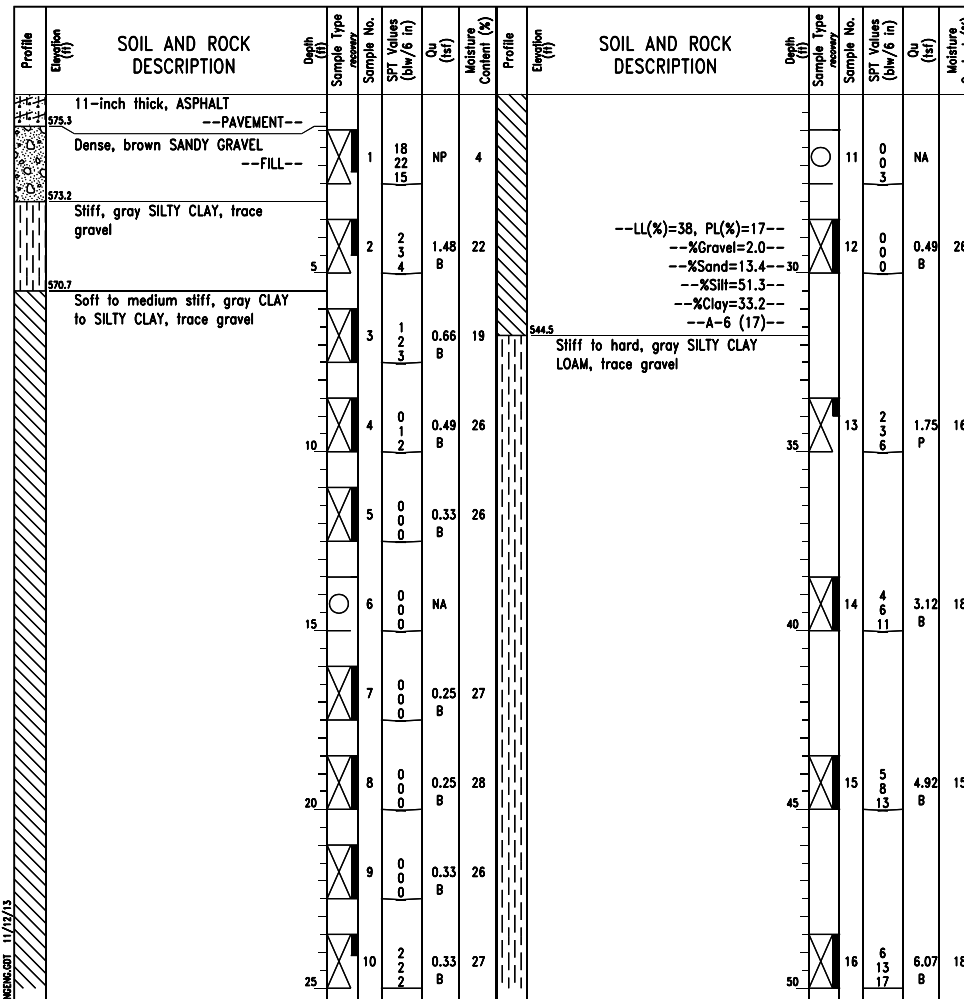 Profile
Elevation (ft)
SOIL AND ROCK DESCRIPTION
Depth (ft)
Sample Type recovery
Sample No.
SPT Values (blw/6 in)
Qu (tsf)
Moisture Content (%)
11-inch thick, ASPHALT
--PAVEMENT--
575.3
Dense, brown SANDY GRAVEL
--FILL--
1 18 22 15 NP 4
573.2
Stiff, gray SILTY CLAY, trace
gravel
5 2 2 3 4 1.48 B 22
570.7
Soft to medium stiff, gray CLAY
to SILTY CLAY, trace gravel
3 1 2 3 0.66 B 19
10 4 0 1 2 0.49 B 26
5 0 0 0 0.33 B 26
15 6 0 0 0 NA
7 0 0 0 0.25 B 27
20 8 0 0 0 0.25 B 28
9 0 0 0 0.33 B 26
25 10 2 2 2 0.33 B 27
Profile
Elevation (ft)
SOIL AND ROCK DESCRIPTION
Depth (ft)
Sample Type recovery
Sample No.
SPT Values (blw/6 in)
Qu (tsf)
Moisture
11 0 0 3 NA
--LL(%)=38, PL(%)=17--
--%Gravel=2.0--
--%Sand=13.4--
--%Silt=51.3--
--%Clay=33.2--
--A-6 (17)--
30 12 0 0 0 0.49 B 26
544.5
Stiff to hard, gray SILTY CLAY
LOAM, trace gravel
35 13 2 3 6 1.75 P 16
40 14 4 6 11 3.12 B 18
45 15 5 8 13 4.92 B 15
50 16 6 13 17 6.07 B 18
NGENG.GDT 11/12/13